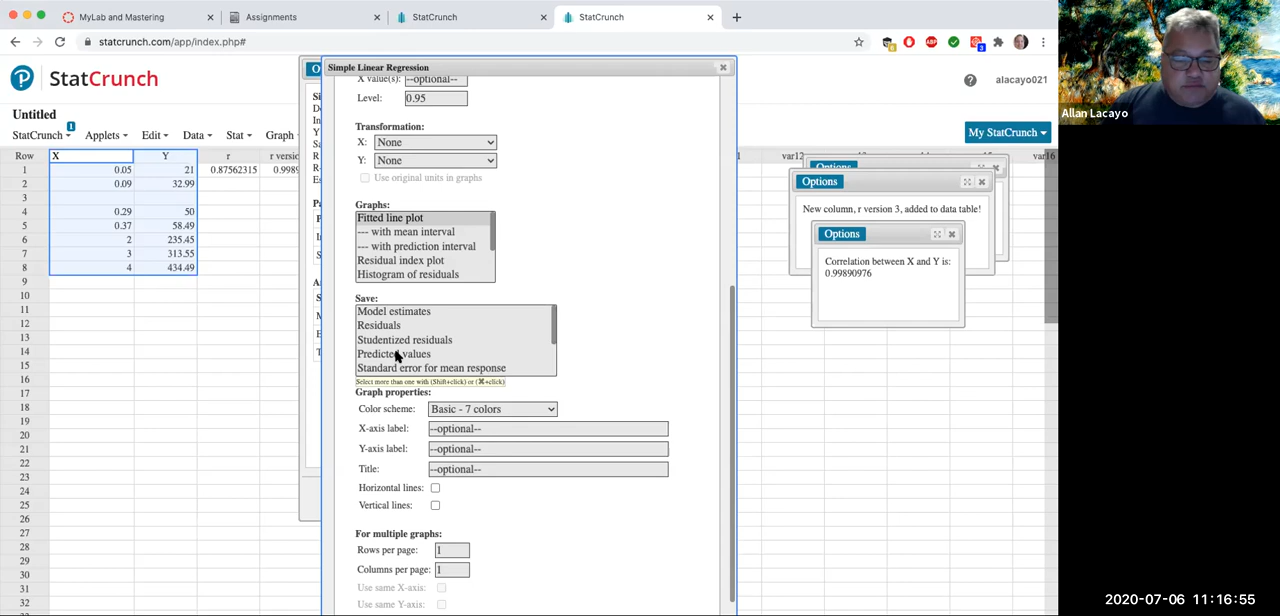 MyLab and Mastering
Assignments
StatCrunch
StatCrunch
statcrunch.com/app/index.php#
3
StatCrunch
alacayo021
Allan Lacayo
Untitled
StatCrunch
1
Applets
Edit
Data
Stat
Graph
My StatCrunch
Row X Y r r versio var12 var16
1 0.05 21 0.87562315 0.9989
2 0.09 32.99
3
4 0.29 50
5 0.37 58.49
6 2 235.45
7 3 313.55
8 4 434.49
9
10
11
12
13
14
15
16
17
18
19
20
21
22
23
24
25
26
27
28
29
30
31
32
Simple Linear Regression
X value(s): --optional--
Level: 0.95
Transformation:
X: None
Y: None
Use original units in graphs
Graphs:
Fitted line plot
--- with mean interval
--- with prediction interval
Residual index plot
Histogram of residuals
Save:
Model estimates
Residuals
Studentized residuals
Predicted values
Standard error for mean response
Select more than one with (Shift+click) or (⌘+click)
Graph properties:
Color scheme: Basic - 7 colors
X-axis label: --optional--
Y-axis label: --optional--
Title: --optional--
Horizontal lines:
Vertical lines:
For multiple graphs:
Rows per page: 1
Columns per page: 1
Use same X-axis:
Use same Y-axis:
Options
Options
New column, r version 3, added to data table!
Options
Correlation between X and Y is:
0.99890976
2020-07-06 11:16:55